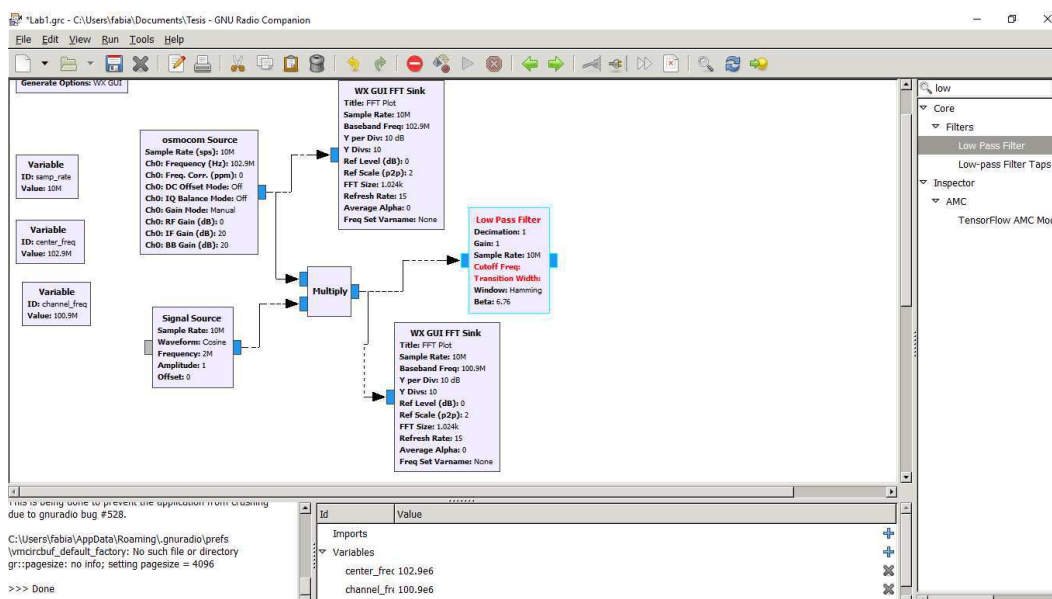 *Lab1.grc - C:\Users\fabia\Documents\Tesis - GNU Radio Companion
File Edit View Run Tools Help
Generate Options: WX GUI
Variable
ID: samp_rate
Value: 10M
Variable
ID: center_freq
Value: 102.9M
Variable
ID: channel_freq
Value: 100.9M
osmocom Source
Sample Rate (sps): 10M
Ch0: Frequency (Hz): 102.9M
Ch0: Freq. Corr. (ppm): 0
Ch0: DC Offset Mode: Off
Ch0: IQ Balance Mode: Off
Ch0: Gain Mode: Manual
Ch0: RF Gain (dB): 0
Ch0: IF Gain (dB): 20
Ch0: BB Gain (dB): 20
Signal Source
Sample Rate: 10M
Waveform: Cosine
Frequency: 2M
Amplitude: 1
Offset: 0
Multiply
WX GUI FFT Sink
Title: FFT Plot
Sample Rate: 10M
Baseband Freq: 102.9M
Y per Div: 10 dB
Y Divs: 10
Ref Level (dB): 0
Ref Scale (p2p): 2
FFT Size: 1.024k
Refresh Rate: 15
Average Alpha: 0
Freq Set Varname: None
Low Pass Filter
Decimation: 1
Gain: 1
Sample Rate: 10M
Cutoff Freq:
Transition Width:
Window: Hamming
Beta: 6.76
WX GUI FFT Sink
Title: FFT Plot
Sample Rate: 10M
Baseband Freq: 100.9M
Y per Div: 10 dB
Y Divs: 10
Ref Level (dB): 0
Ref Scale (p2p): 2
FFT Size: 1.024k
Refresh Rate: 15
Average Alpha: 0
Freq Set Varname: None
low
Core
Filters
Low Pass Filter
Low-pass Filter Taps
Inspector
AMC
TensorFlow AMC Mod
This is being done to prevent the application from crashing
due to gnuradio bug #528.
C:\Users\fabia\AppData\Roaming\.gnuradio\prefs
\vmcircbuf_default_factory: No such file or directory
gr::pagesize: no info; setting pagesize = 4096
>>> Done
Id Value
Imports
Variables
center_frec 102.9e6
channel_fr 100.9e6